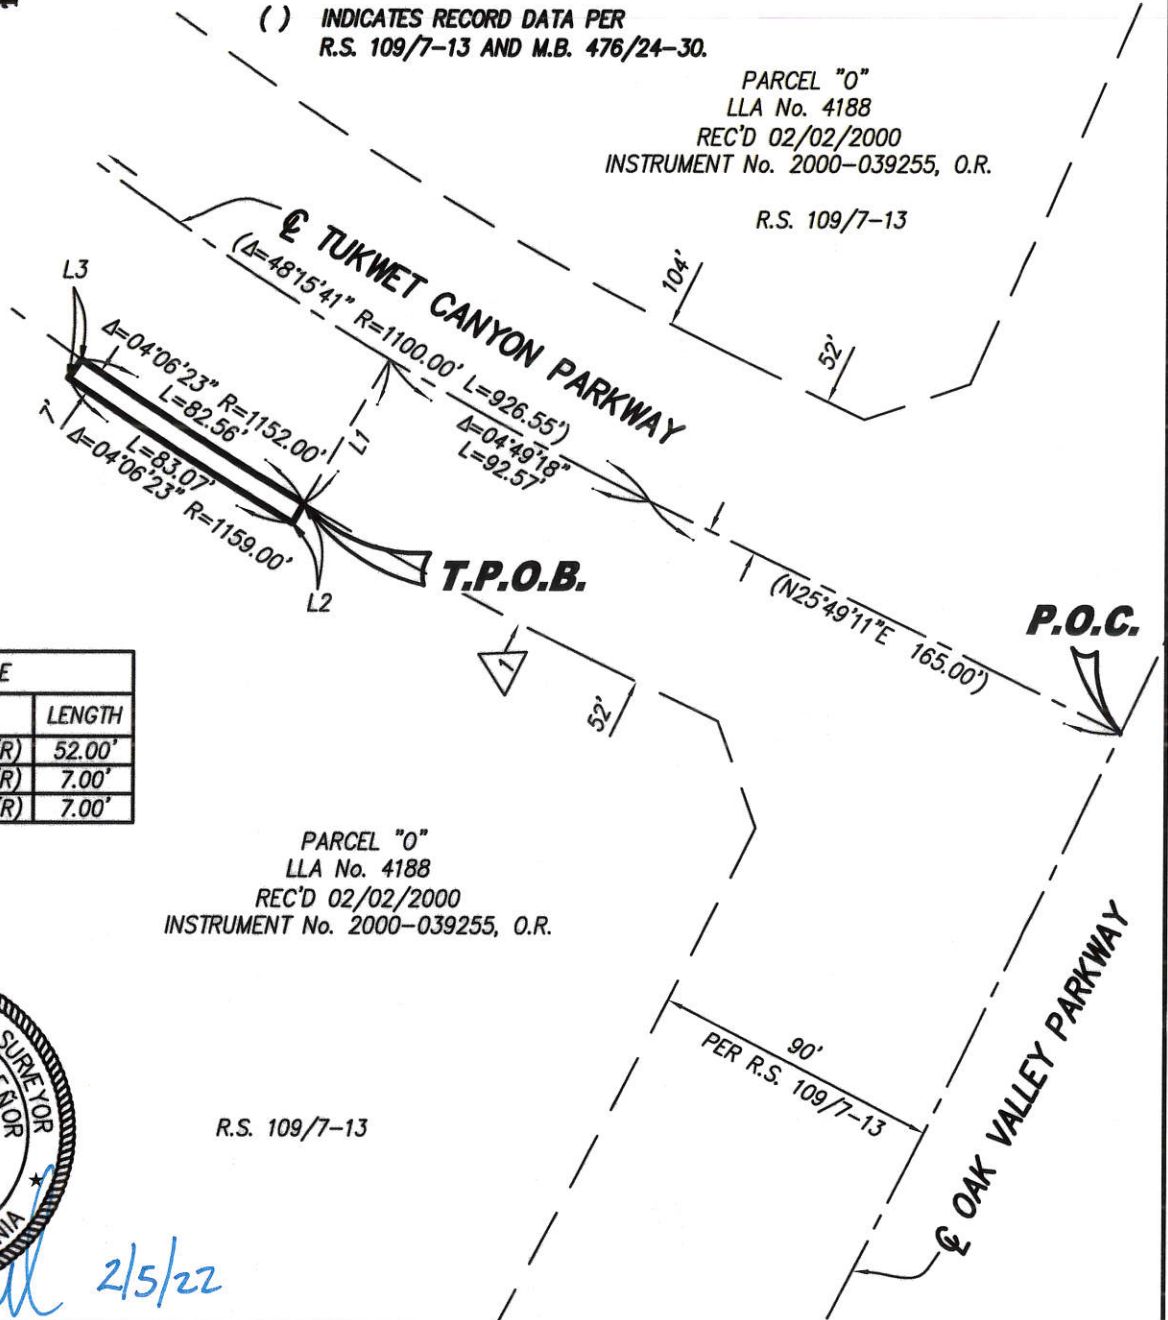 ( ) INDICATES RECORD DATA PER
R.S. 109/7-13 AND M.B. 476/24-30.
PARCEL "O"
LLA No. 4188
REC'D 02/02/2000
INSTRUMENT No. 2000-039255, O.R.
R.S. 109/7-13
℄ TUKWET CANYON PARKWAY
(Δ=48°15'41" R=1100.00' L=926.55')
104'
52'
L3
Δ=04°06'23" R=1152.00'
L=82.56'
L1
Δ=04°49'18"
L=92.57'
7'
L=83.07'
Δ=04°06'23" R=1159.00'
L2
T.P.O.B.
(N25°49'11"E 165.00')
P.O.C.
1
52'
E
LENGTH
R) 52.00'
R) 7.00'
R) 7.00'
PARCEL "O"
LLA No. 4188
REC'D 02/02/2000
INSTRUMENT No. 2000-039255, O.R.
90'
PER R.S. 109/7-13
℄ OAK VALLEY PARKWAY
R.S. 109/7-13
SURVEYOR
EÑOR
NIA
2/5/22